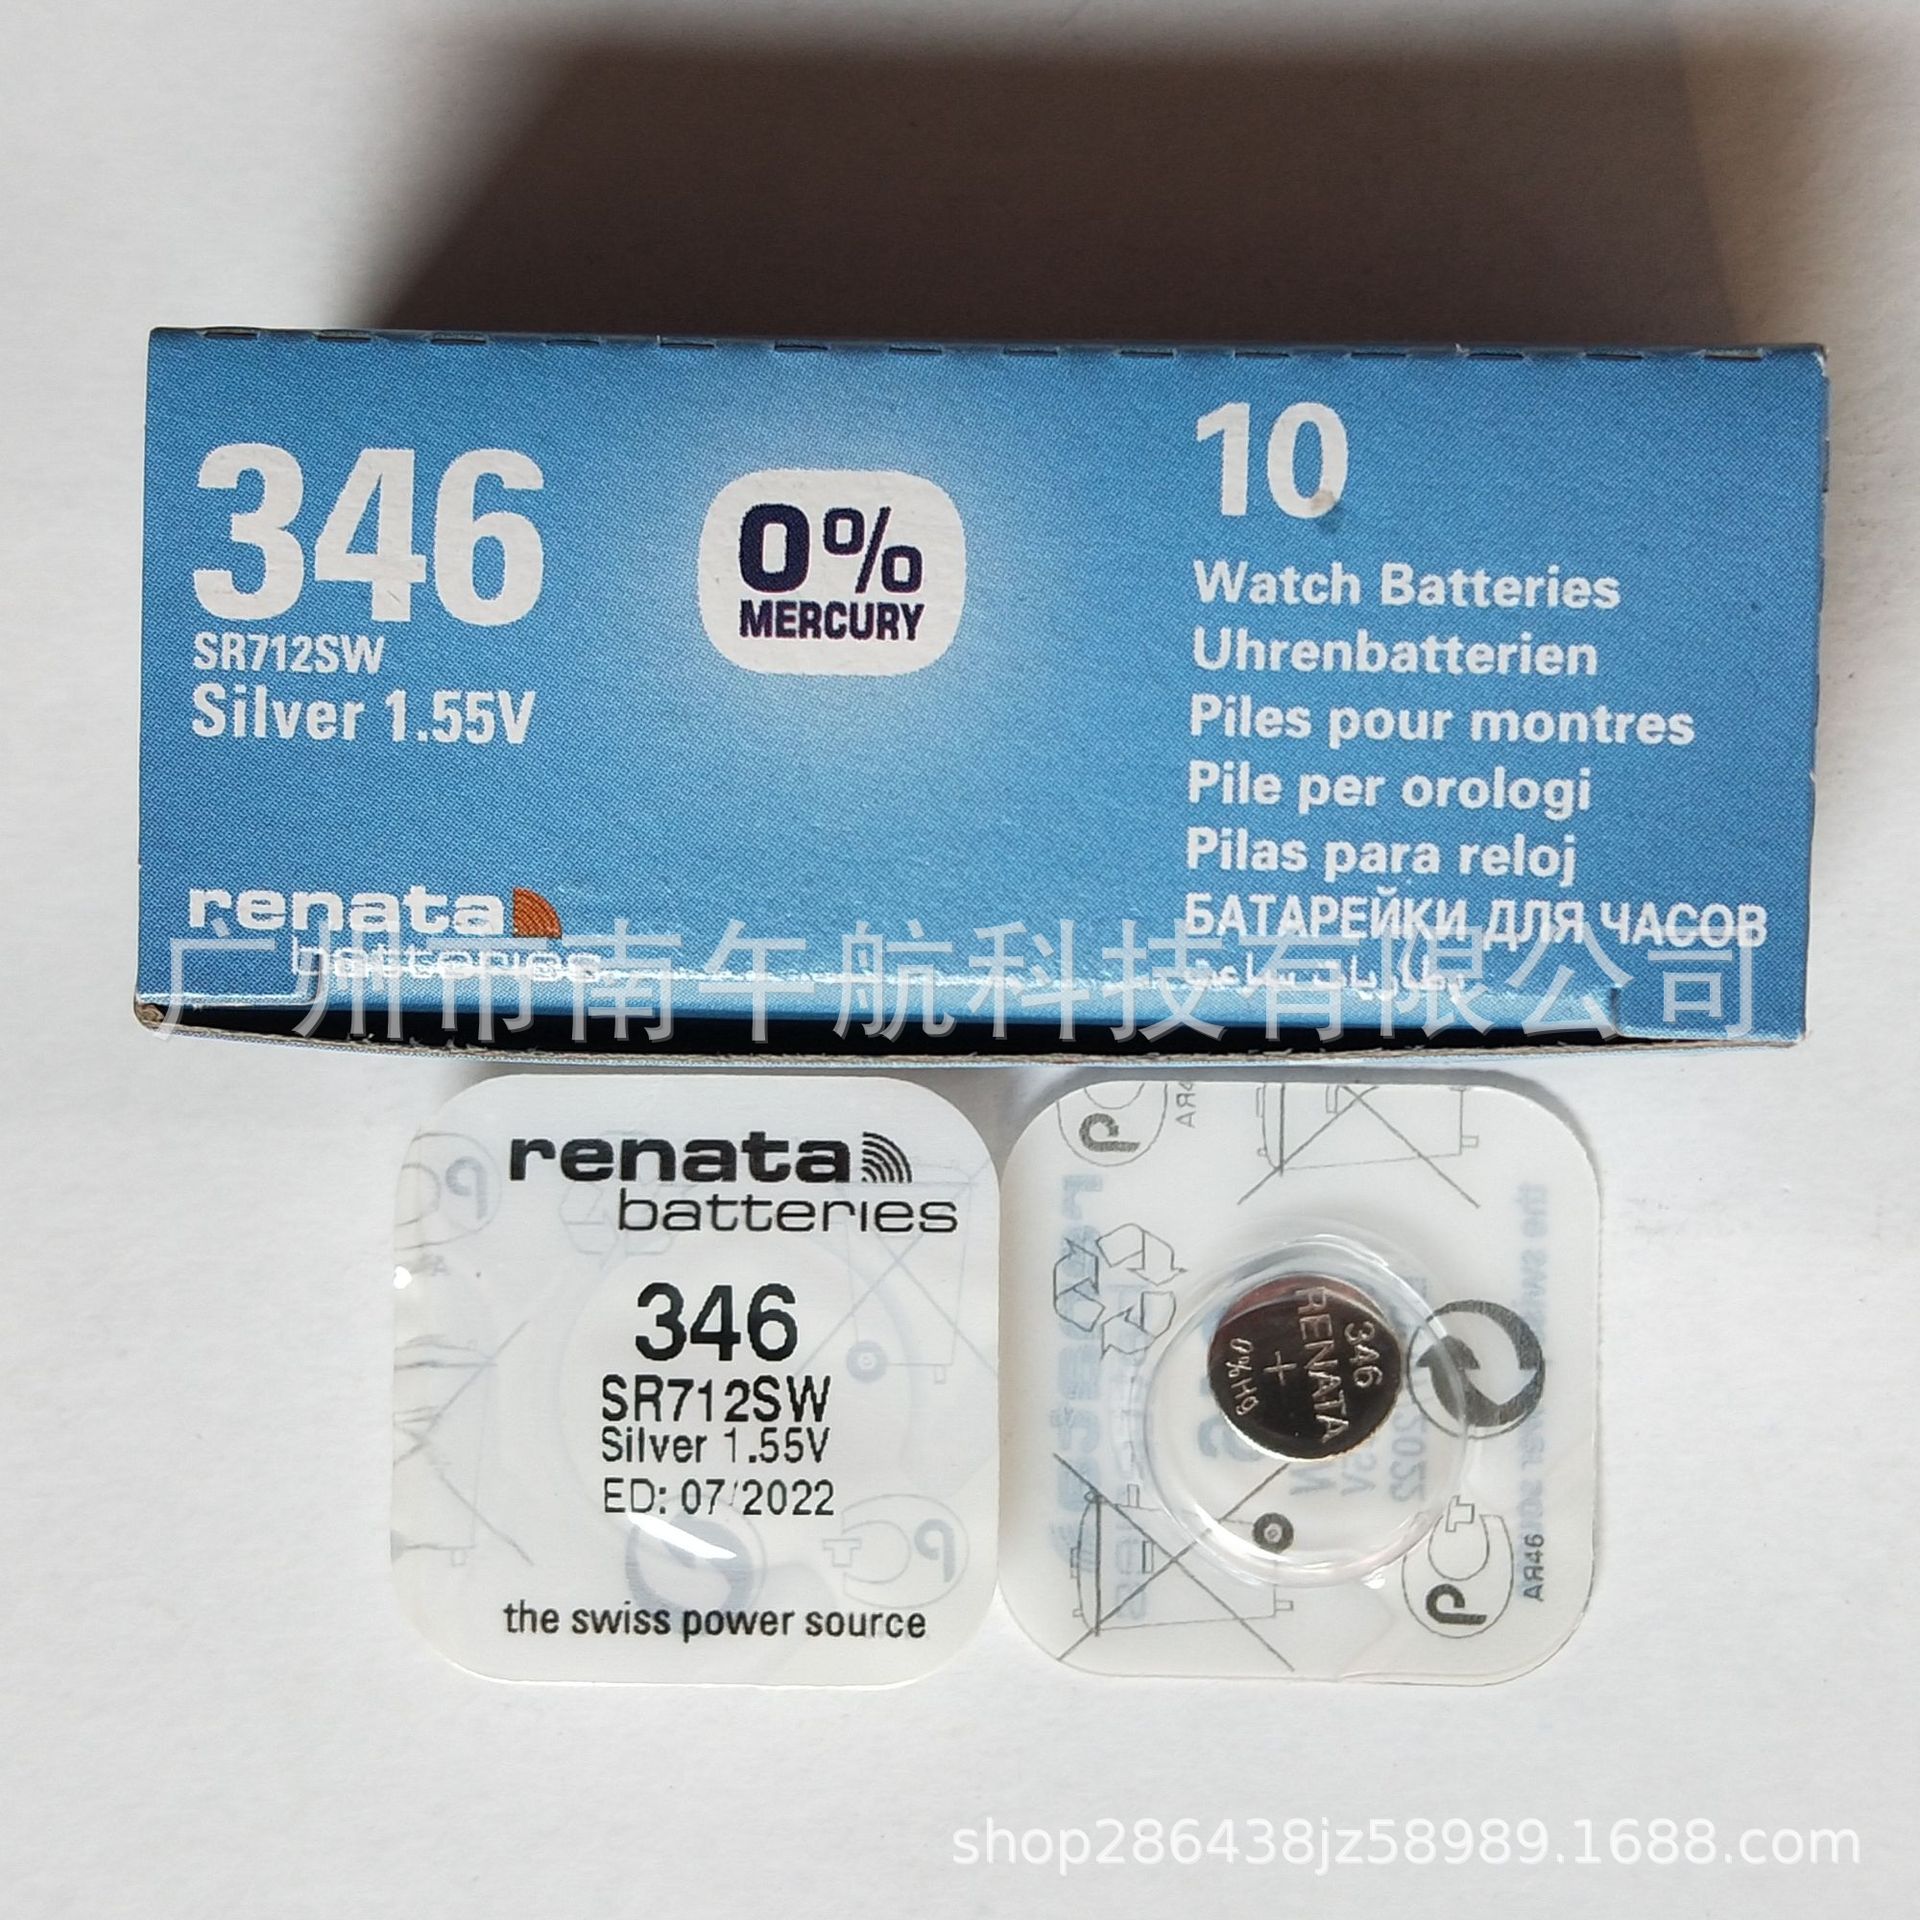 346
SR712SW
Silver 1.55V
0%
MERCURY
10
Watch Batteries
Uhrenbatterien
Piles pour montres
Pile per orologi
Pilas para reloj
БАТАРЕЙКИ ДЛЯ ЧАСОВ
renata
batteries
广州市南午航科技有限公司
renata
batteries
346
SR712SW
Silver 1.55V
ED: 07/2022
the swiss power source
346
RENATA
+
0%Hg
AR46
shop286438jz58989.1688.com